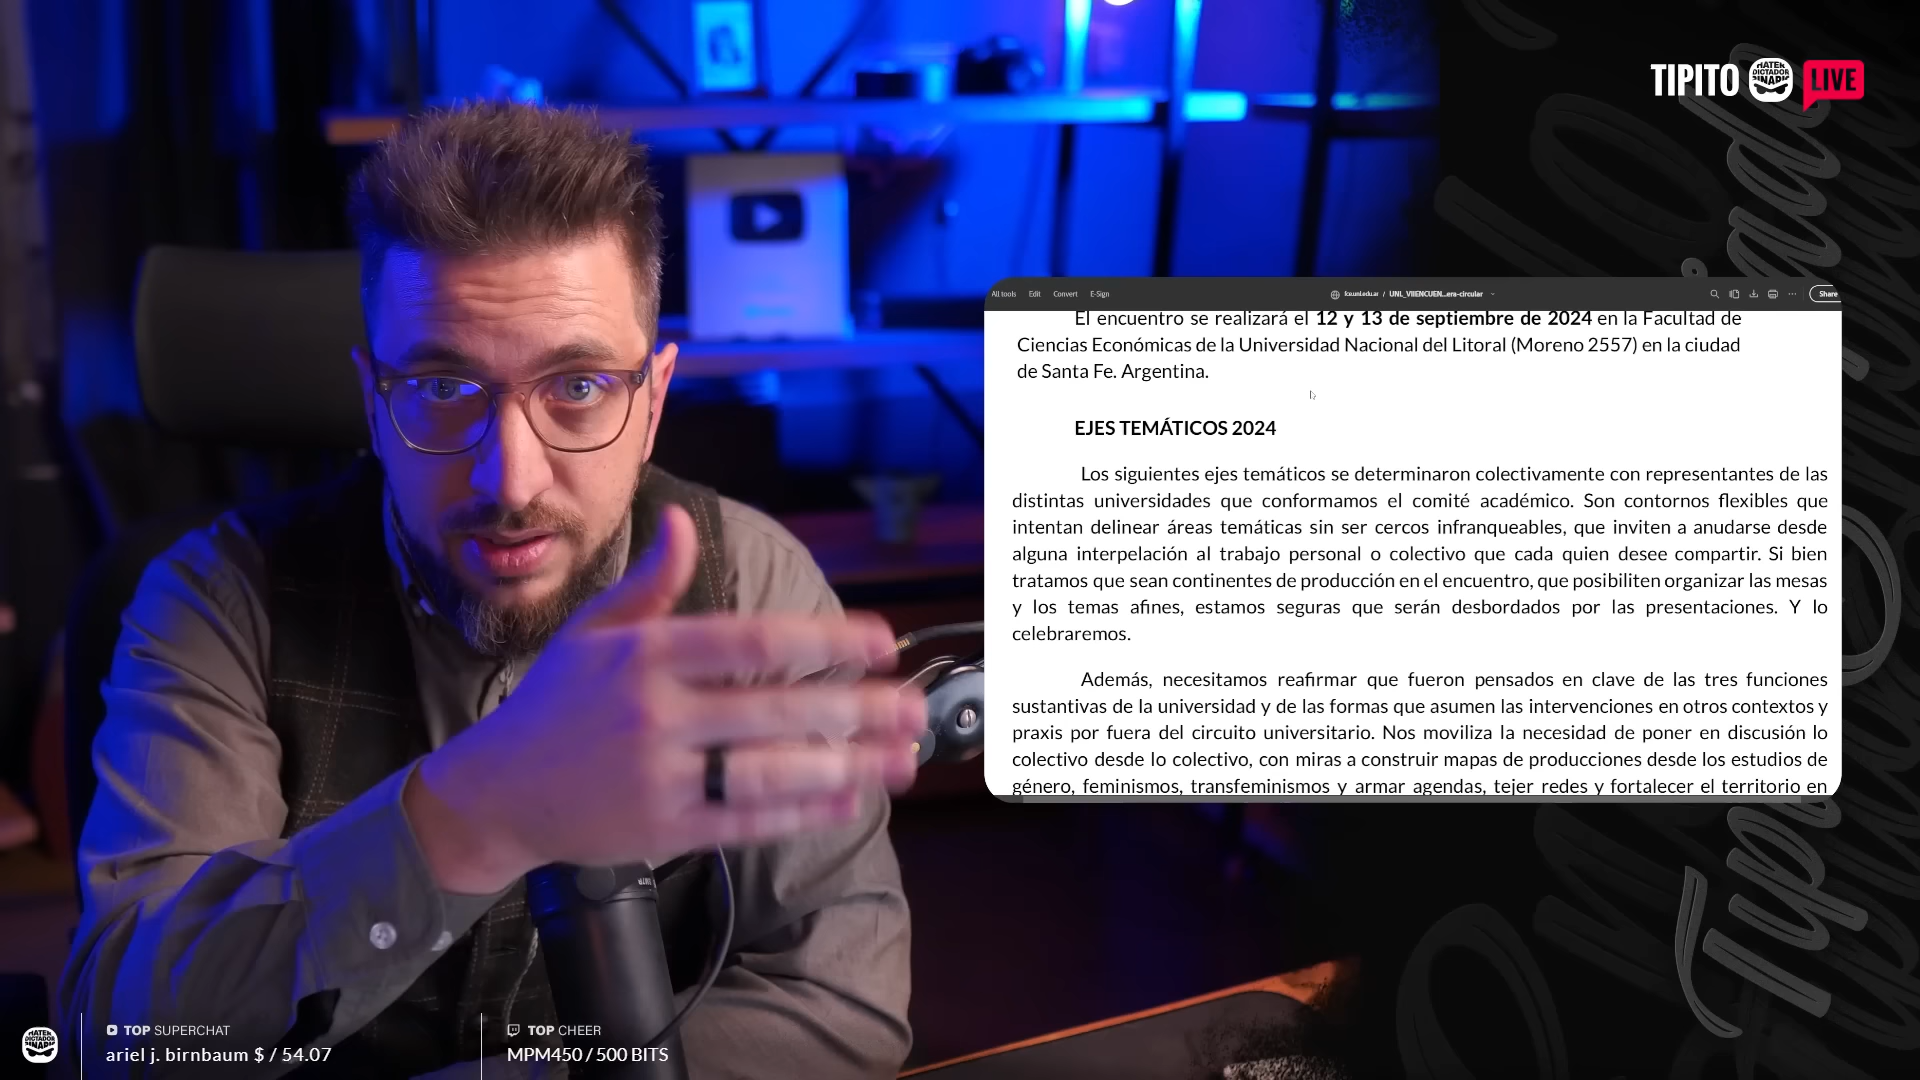 TIPITO
MATEN
DICTADOR
LIVE
All tools Edit Convert E-Sign
fce.unl.edu.ar / UNL_VIIENCUEN...era-circular
Share
El encuentro se realizará el 12 y 13 de septiembre de 2024 en la Facultad de
Ciencias Económicas de la Universidad Nacional del Litoral (Moreno 2557) en la ciudad
de Santa Fe. Argentina.
EJES TEMÁTICOS 2024
Los siguientes ejes temáticos se determinaron colectivamente con representantes de las
distintas universidades que conformamos el comité académico. Son contornos flexibles que
intentan delinear áreas temáticas sin ser cercos infranqueables, que inviten a anudarse desde
alguna interpelación al trabajo personal o colectivo que cada quien desee compartir. Si bien
tratamos que sean continentes de producción en el encuentro, que posibiliten organizar las mesas
y los temas afines, estamos seguras que serán desbordados por las presentaciones. Y lo
celebraremos.
Además, necesitamos reafirmar que fueron pensados en clave de las tres funciones
sustantivas de la universidad y de las formas que asumen las intervenciones en otros contextos y
praxis por fuera del circuito universitario. Nos moviliza la necesidad de poner en discusión lo
colectivo desde lo colectivo, con miras a construir mapas de producciones desde los estudios de
género, feminismos, transfeminismos y armar agendas, tejer redes y fortalecer el territorio en
TOP SUPERCHAT
ariel j. birnbaum $ / 54.07
TOP CHEER
MPM450 / 500 BITS